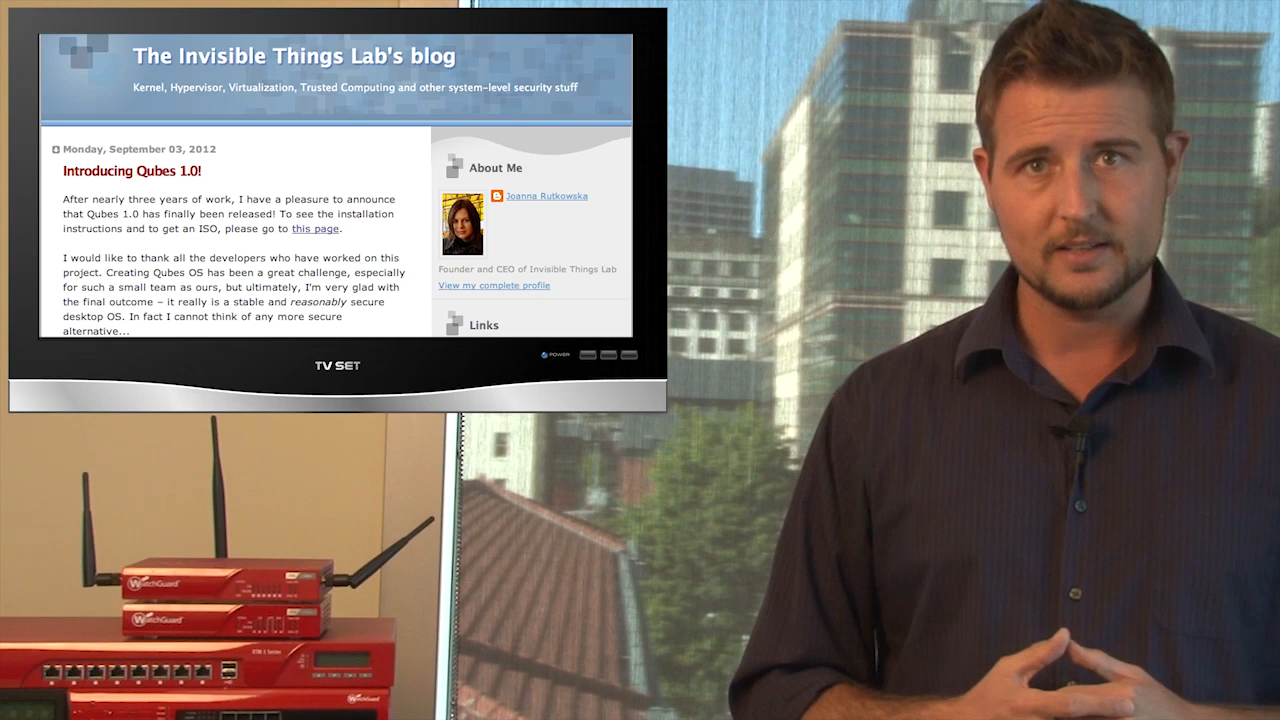 The Invisible Things Lab's blog
Kernel, Hypervisor, Virtualization, Trusted Computing and other system-level security stuff
Monday, September 03, 2012
Introducing Qubes 1.0!
After nearly three years of work, I have a pleasure to announce
that Qubes 1.0 has finally been released! To see the installation
instructions and to get an ISO, please go to this page.
I would like to thank all the developers who have worked on this
project. Creating Qubes OS has been a great challenge, especially
for such a small team as ours, but ultimately, I'm very glad with
the final outcome – it really is a stable and reasonably secure
desktop OS. In fact I cannot think of any more secure
alternative...
About Me
Joanna Rutkowska
Founder and CEO of Invisible Things Lab
View my complete profile
Links
POWER
TV SET
WatchGuard
WatchGuard
XTM 5 Series
WatchGuard